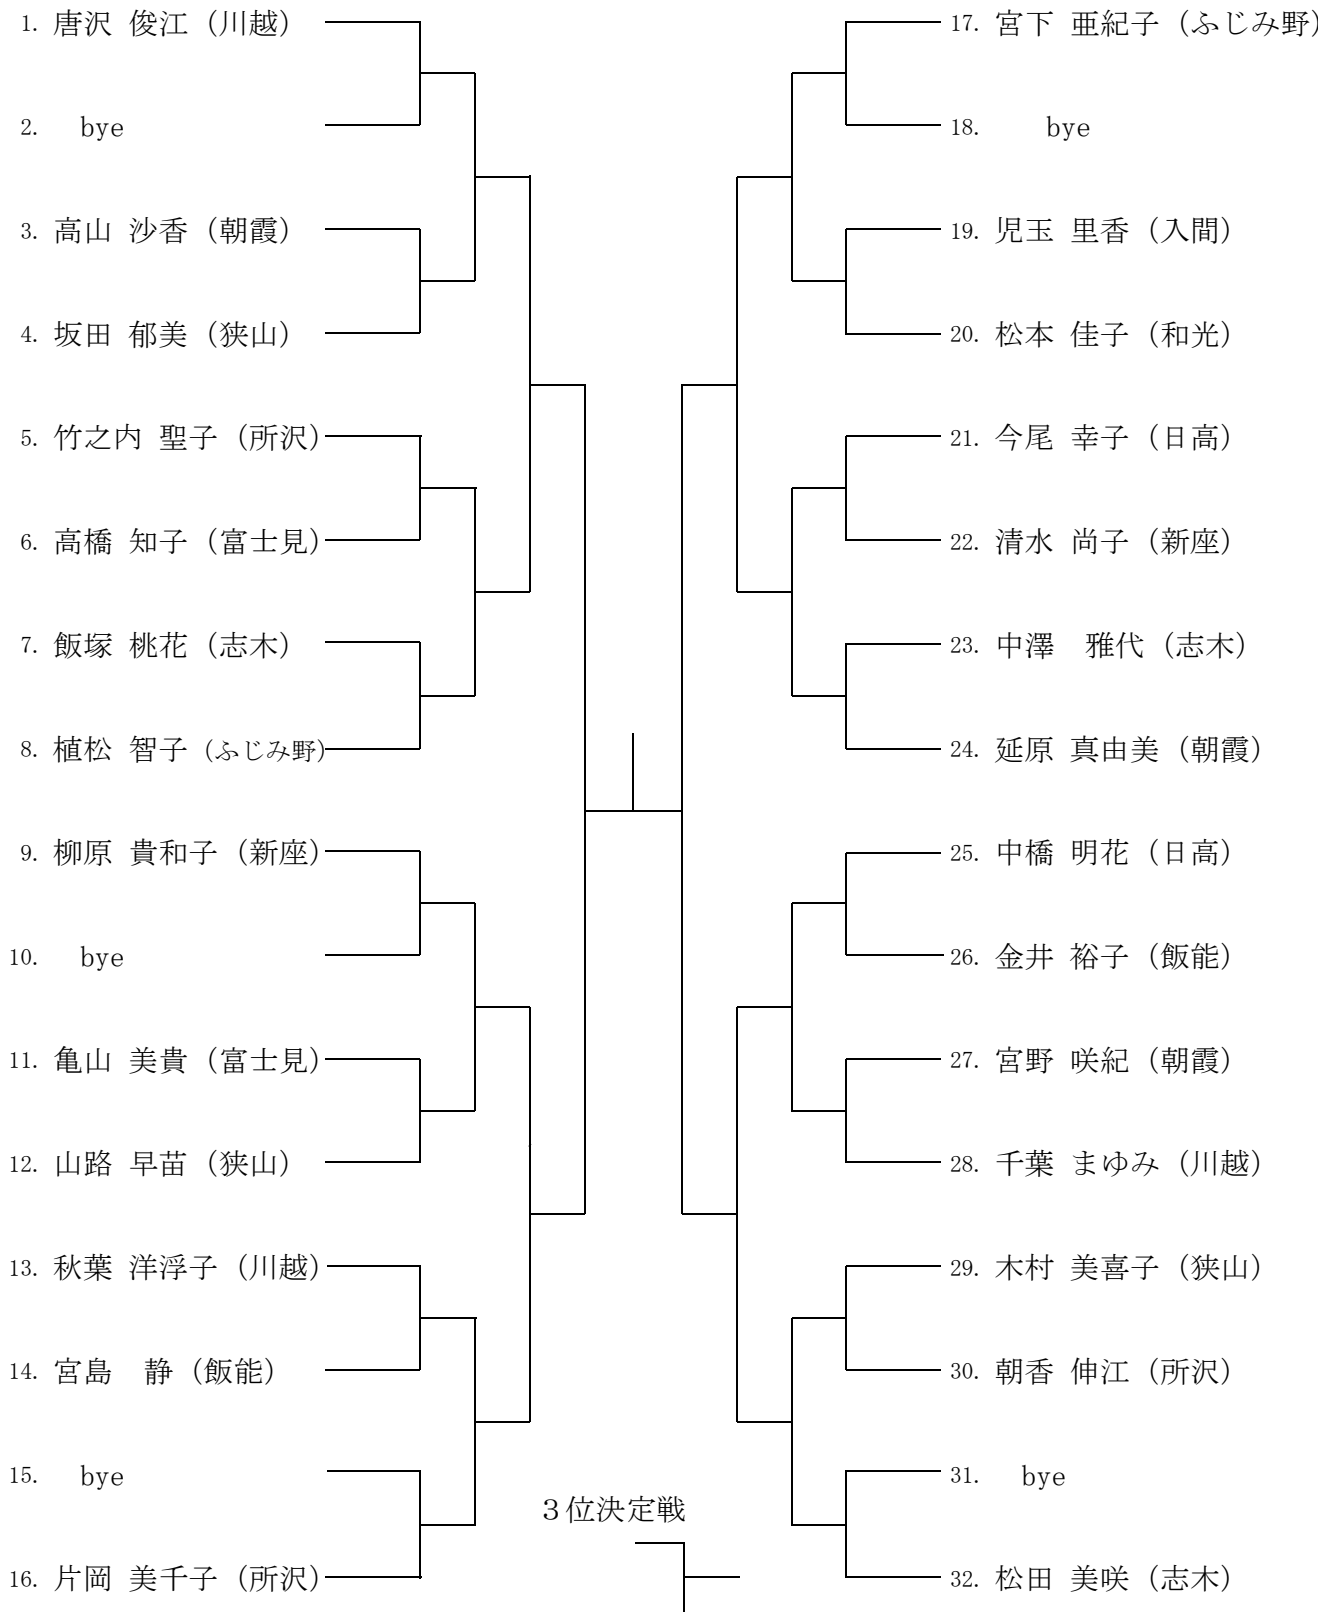 1. 唐沢 俊江 (川越)
2. bye
3. 高山 沙香 (朝霞)
4. 坂田 郁美 (狭山)
5. 竹之内 聖子 (所沢)
6. 高橋 知子 (富士見)
7. 飯塚 桃花 (志木)
8. 植松 智子 (ふじみ野)
9. 柳原 貴和子 (新座)
10. bye
11. 亀山 美貴 (富士見)
12. 山路 早苗 (狭山)
13. 秋葉 洋浮子 (川越)
14. 宮島 静 (飯能)
15. bye
16. 片岡 美千子 (所沢)
3位決定戦
17. 宮下 亜紀子 (ふじみ野)
18. bye
19. 児玉 里香 (入間)
20. 松本 佳子 (和光)
21. 今尾 幸子 (日高)
22. 清水 尚子 (新座)
23. 中澤 雅代 (志木)
24. 延原 真由美 (朝霞)
25. 中橋 明花 (日高)
26. 金井 裕子 (飯能)
27. 宮野 咲紀 (朝霞)
28. 千葉 まゆみ (川越)
29. 木村 美喜子 (狭山)
30. 朝香 伸江 (所沢)
31. bye
32. 松田 美咲 (志木)